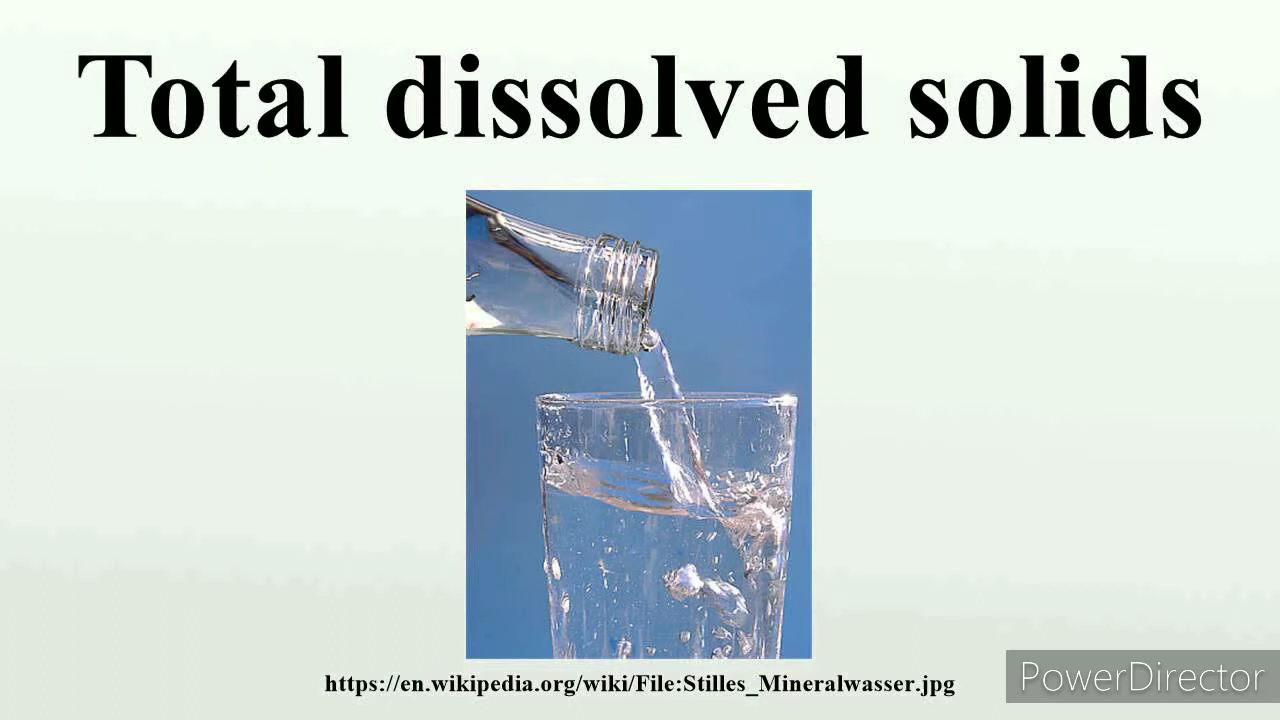 Total dissolved solids
https://en.wikipedia.org/wiki/File:Stilles_Mineralwasser.jpg
PowerDirector